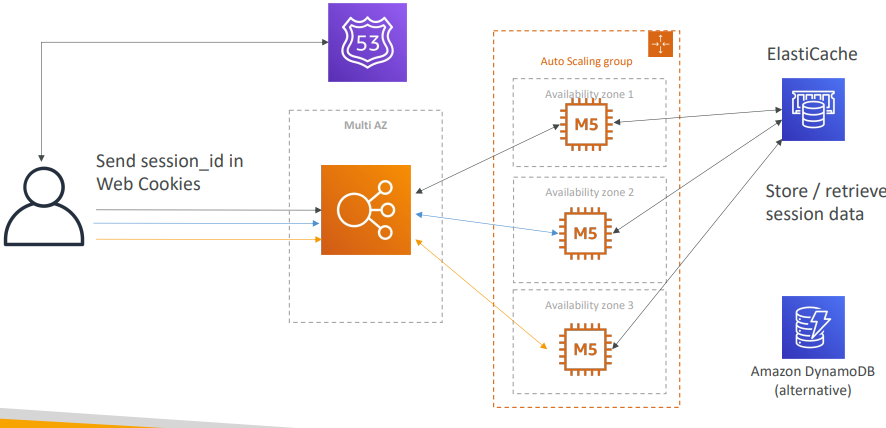 53
ElastiCache
Auto Scaling group
Availability zone 1
M5
Multi AZ
Send session_id in
Web Cookies
Availability zone 2
M5
Store / retrieve
session data
Availability zone 3
M5
Amazon DynamoDB
(alternative)